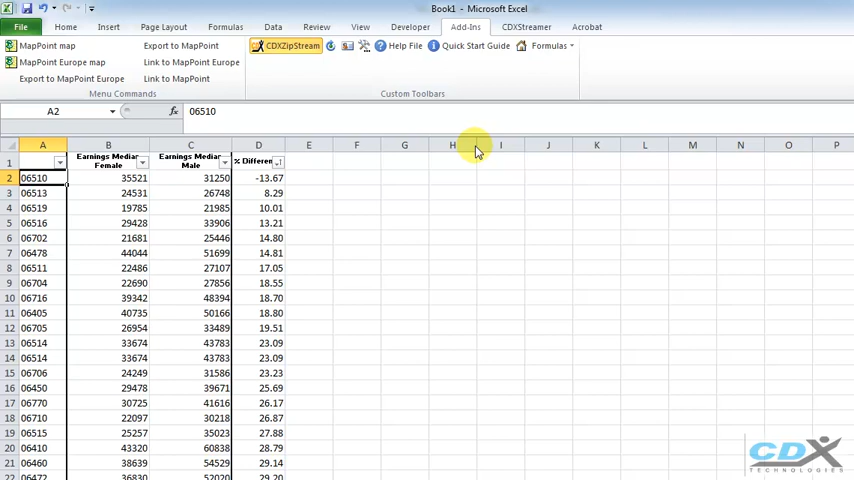 Book1 - Microsoft Excel
File Home Insert Page Layout Formulas Data Review View Developer Add-Ins CDXStreamer Acrobat
MapPoint map Export to MapPoint CDXZipStream Help File Quick Start Guide Formulas
MapPoint Europe map Link to MapPoint Europe
Export to MapPoint Europe Link to MapPoint
Menu Commands Custom Toolbars
A2 fx 06510
A B C D E F G H I J K L M N O P
1 Earnings Median Female Earnings Median Male % Differen
2 06510 35521 31250 -13.67
3 06513 24531 26748 8.29
4 06519 19785 21985 10.01
5 06516 29428 33906 13.21
6 06702 21681 25446 14.80
7 06478 44044 51699 14.81
8 06511 22486 27107 17.05
9 06704 22690 27856 18.55
10 06716 39342 48394 18.70
11 06405 40735 50166 18.80
12 06705 26954 33489 19.51
13 06514 33674 43783 23.09
14 06514 33674 43783 23.09
15 06706 24249 31586 23.23
16 06450 29478 39671 25.69
17 06770 30725 41616 26.17
18 06710 22097 30218 26.87
19 06515 25257 35023 27.88
20 06410 43320 60838 28.79
21 06460 38639 54529 29.14
22 06472 36830 52020 29.20
CDX
TECHNOLOGIES